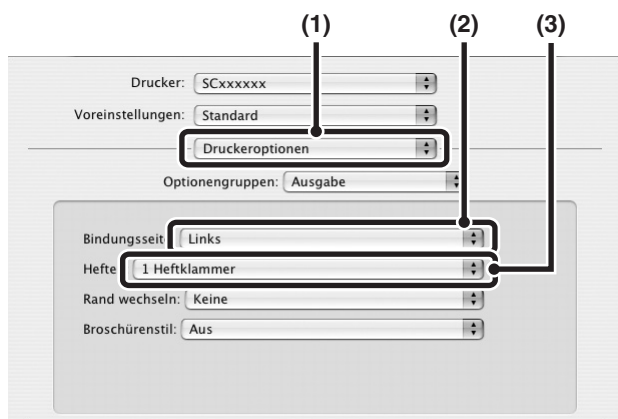 (1) (2) (3)
Drucker: SCxxxxxx
Voreinstellungen: Standard
Druckeroptionen
Optionengruppen: Ausgabe
Bindungsseit Links
Hefte 1 Heftklammer
Rand wechseln: Keine
Broschürenstil: Aus